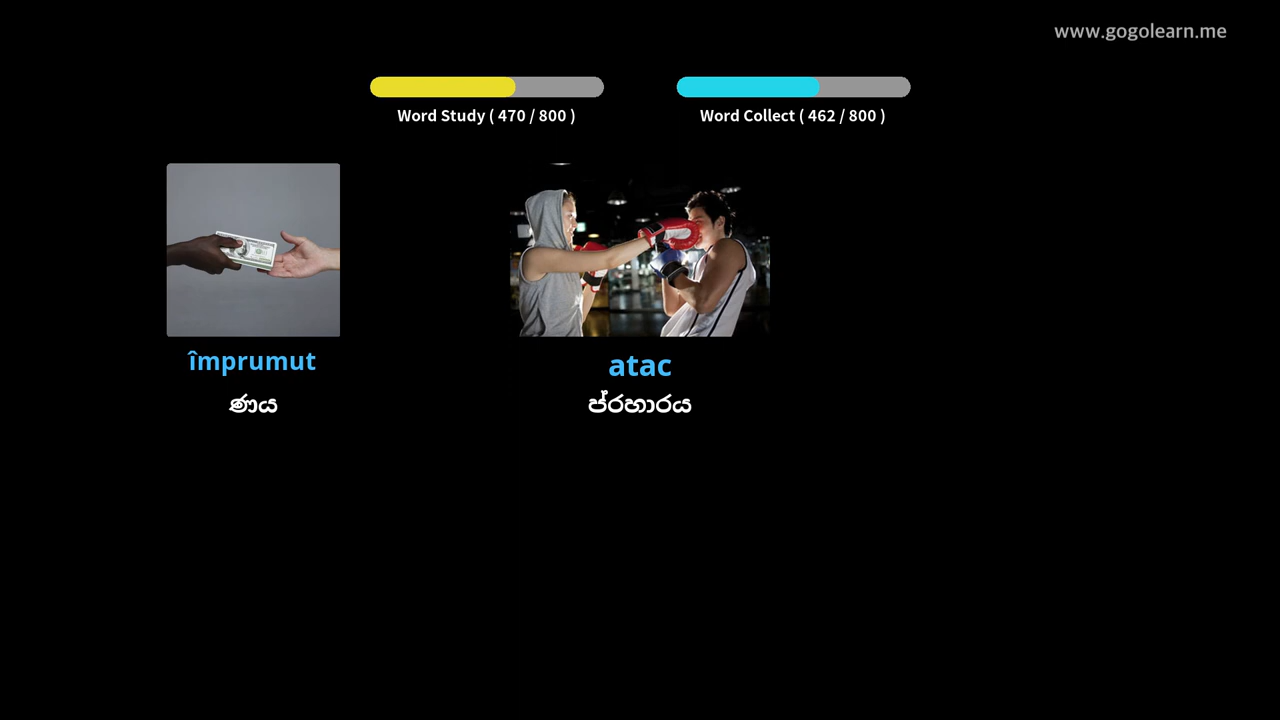 www.gogolearn.me
Word Study ( 470 / 800 )
Word Collect ( 462 / 800 )
împrumut
ණය
atac
ප්රහාරය